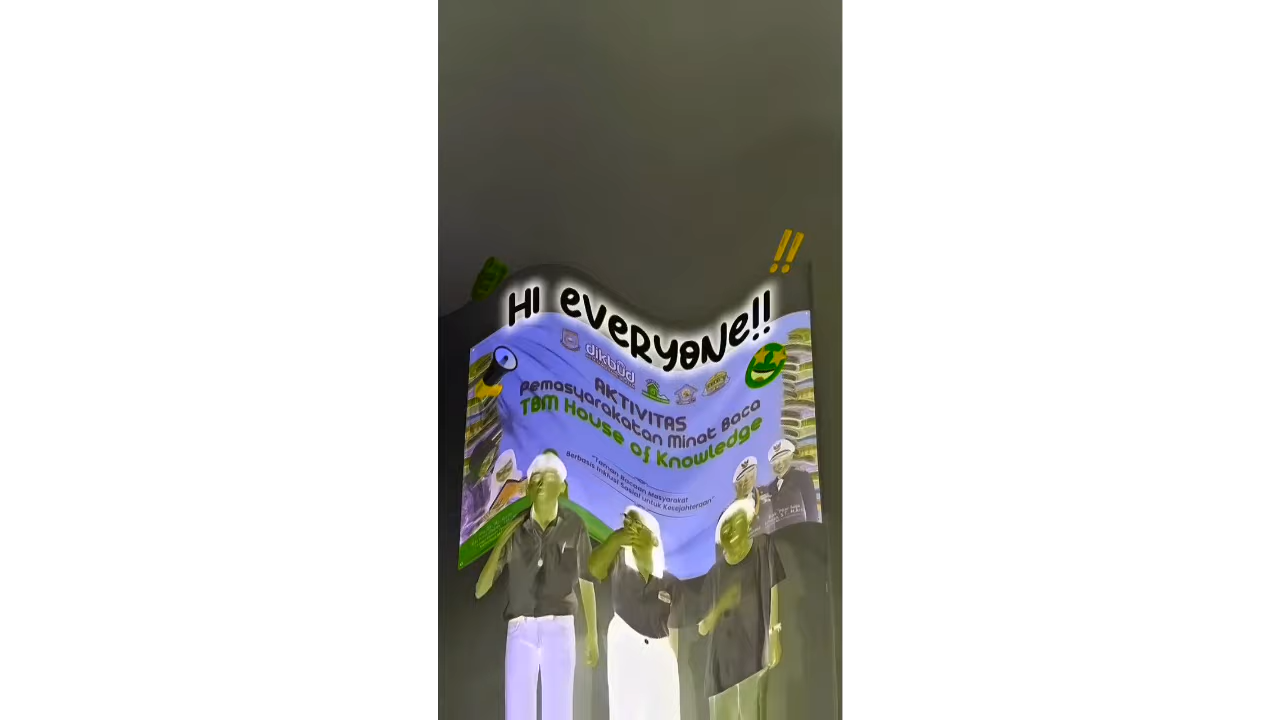 HI EVERYONE!!
dikbud
AKTIVITAS
Pemasyarakatan Minat Baca
TBM House of Knowledge
"Taman Bacaan Masyarakat
Berbasis Inklusi Sosial untuk Kesejahteraan"